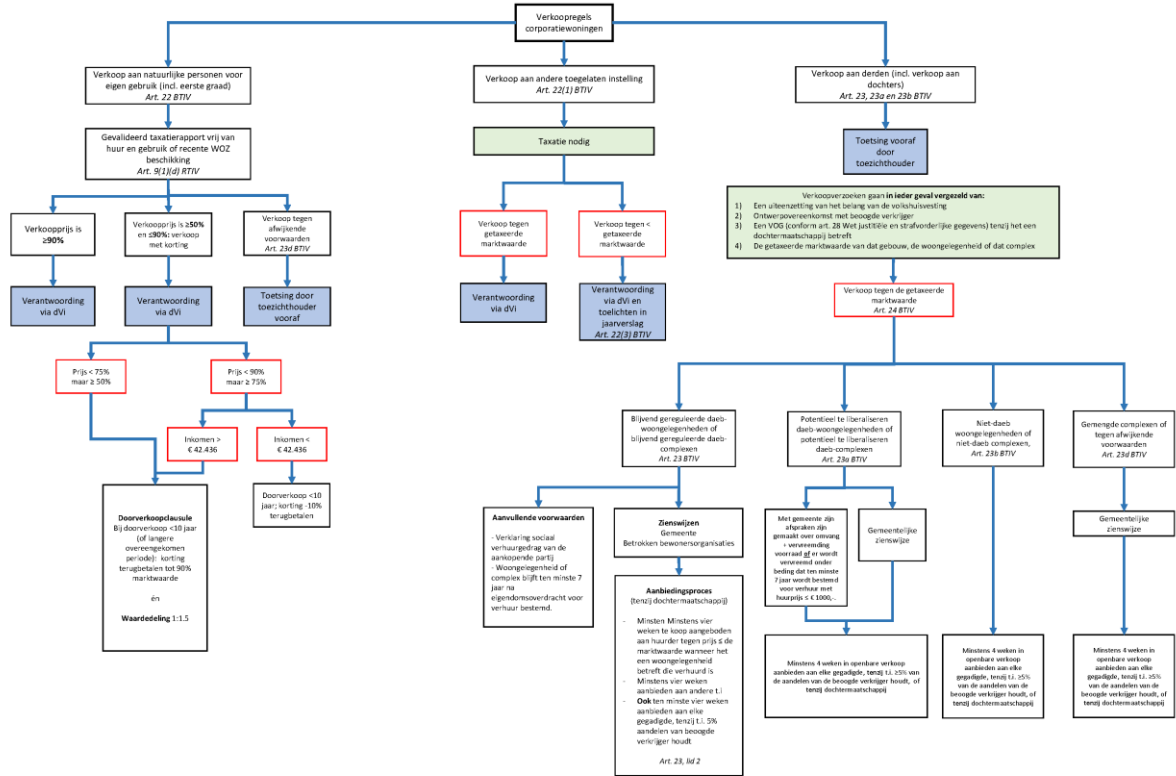 Verkoopregels
corporatiewoningen
Verkoop aan natuurlijke personen voor
eigen gebruik (incl. eerste graad)
Art. 22 BTIV
Verkoop aan andere toegelaten instelling
Art. 22(1) BTIV
Verkoop aan derden (incl. verkoop aan
dochters)
Art. 23, 23a en 23b BTIV
Gevalideerd taxatierapport vrij van
huur en gebruik of recente WOZ
beschikking
Art. 9(1)(d) RTIV
Taxatie nodig
Toetsing vooraf
door
toezichthouder
Verkoopprijs is
≥90%
Verkoopprijs is ≥50%
en ≤90%: verkoop
met korting
Verkoop tegen
afwijkende
voorwaarden
Art. 23d BTIV
Verkoop tegen
getaxeerde
marktwaarde
Verkoop tegen <
getaxeerde
marktwaarde
Verkoopverzoeken gaan in ieder geval vergezeld van:
1) Een uiteenzetting van het belang van de volkshuisvesting
2) Ontwerpovereenkomst met beoogde verkrijger
3) Een VOG (conform art. 28 Wet justitiële en strafvorderlijke gegevens) tenzij het een
dochtermaatschappij betreft
4) De getaxeerde marktwaarde van dat gebouw, de woongelegenheid of dat complex
Verantwoording
via dVi
Verantwoording
via dVi
Toetsing door
toezichthouder
vooraf
Verantwoording
via dVi
Verantwoording
via dVi en
toelichten in
jaarverslag
Art. 22(3) BTIV
Verkoop tegen de getaxeerde
marktwaarde
Art. 24 BTIV
Prijs < 75%
maar ≥ 50%
Prijs < 90%
maar ≥ 75%
Inkomen >
€ 42.436
Inkomen <
€ 42.436
Doorverkoopclausule
Bij doorverkoop <10 jaar
(of langere
overeengekomen
periode): korting
terugbetalen tot 90%
marktwaarde
én
Waardedeling 1:1.5
Doorverkoop <10
jaar; korting -10%
terugbetalen
Blijvend gereguleerde daeb-
woongelegenheden of
blijvend gereguleerde daeb-
complexen
Art. 23 BTIV
Potentieel te liberaliseren
daeb-woongelegenheden of
potentieel te liberaliseren
daeb-complexen
Art. 23a BTIV
Niet-daeb
woongelegenheden of
niet-daeb complexen,
Art. 23b BTIV
Gemengde complexen of
tegen afwijkende
voorwaarden
Art. 23d BTIV
Aanvullende voorwaarden
- Verklaring sociaal
verhuurgedrag van de
aankopende partij
- Woongelegenheid of
complex blijft ten minste 7
jaar na
eigendomsoverdracht voor
verhuur bestemd.
Zienswijzen
Gemeente
Betrokken bewonersorganisaties
Met gemeente zijn
afspraken zijn
gemaakt over omvang
+ vervreemding
voorraad of er wordt
vervreemd onder
beding dat ten minste
7 jaar wordt bestemd
voor verhuur met
huurprijs ≤ € 1000,-.
Gemeentelijke
zienswijze
Gemeentelijke
zienswijze
Aanbiedingsproces
(tenzij dochtermaatschappij)
- Minsten Minstens vier
weken te koop aangeboden
aan huurder tegen prijs ≤ de
marktwaarde wanneer het
een woongelegenheid
betreft die verhuurd is
- Minstens vier weken
aanbieden aan andere t.i
- Ook ten minste vier weken
aanbieden aan elke
gegadigde, tenzij t.i. 5%
aandelen van beoogde
verkrijger houdt
Art. 23, lid 2
Minstens 4 weken in openbare verkoop
aanbieden aan elke gegadigde, tenzij t.i. ≥5% van
de aandelen van de beoogde verkrijger houdt, of
tenzij dochtermaatschappij
Minstens 4 weken in
openbare verkoop
aanbieden aan elke
gegadigde, tenzij t.i. ≥5%
van de aandelen van de
beoogde verkrijger houdt, of
tenzij dochtermaatschappij
Minstens 4 weken in
openbare verkoop
aanbieden aan elke
gegadigde, tenzij t.i. ≥5%
van de aandelen van de
beoogde verkrijger houdt, of
tenzij dochtermaatschappij